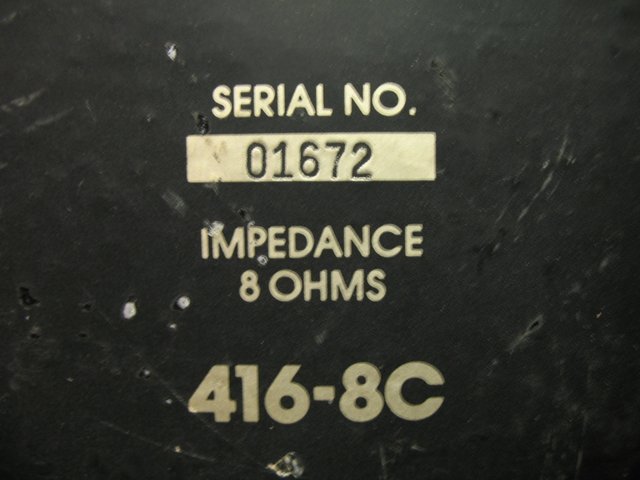 SERIAL NO.
01672
IMPEDANCE
8 OHMS
416-8C